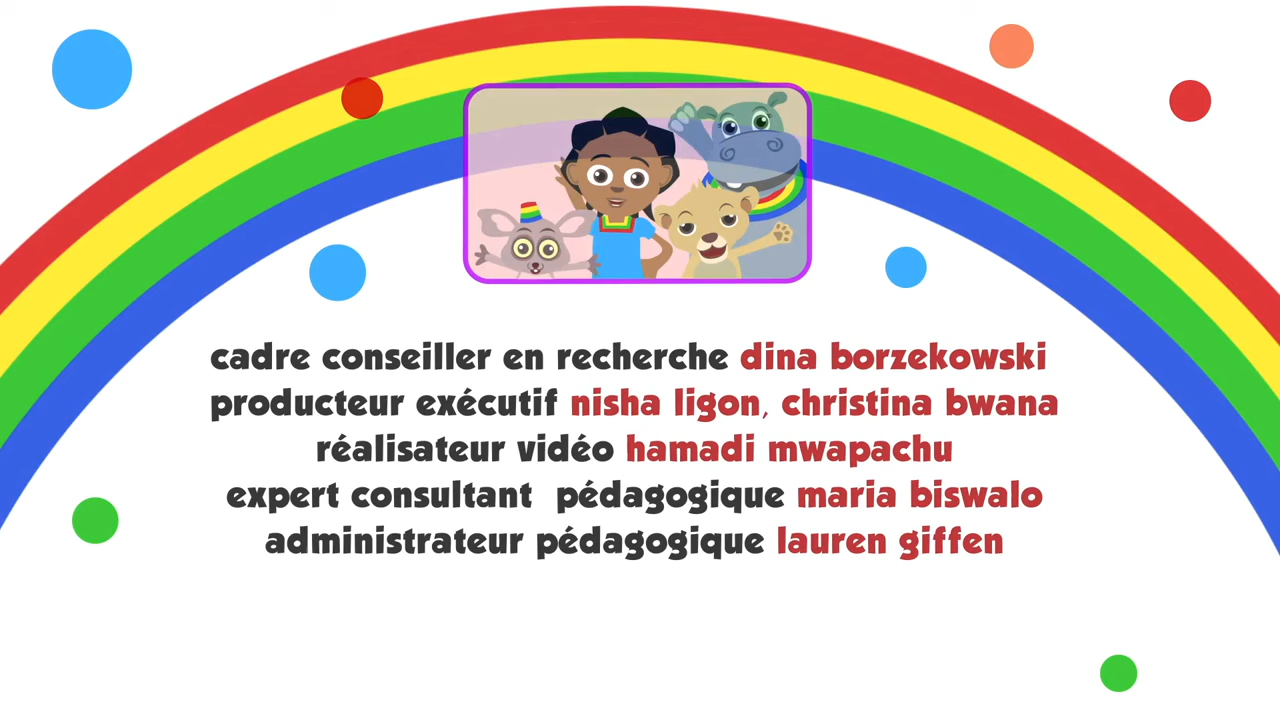 cadre conseiller en recherche dina borzekowski
producteur exécutif nisha ligon, christina bwana
réalisateur vidéo hamadi mwapachu
expert consultant  pédagogique maria biswalo
administrateur pédagogique lauren giffen